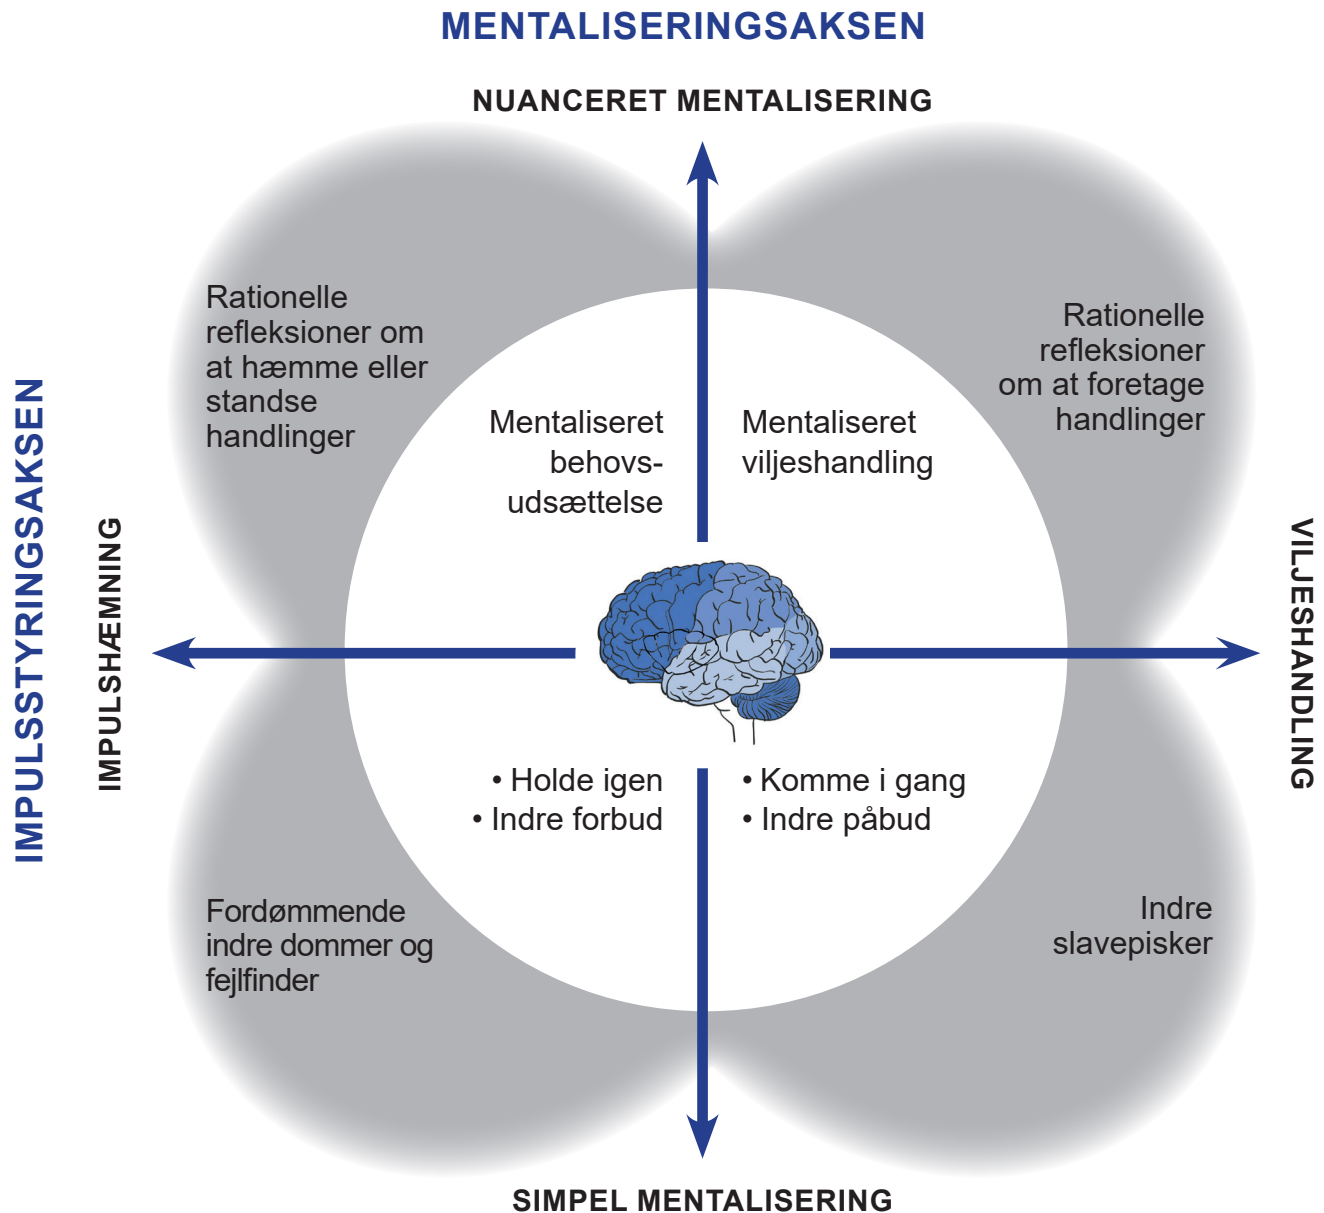 MENTALISERINGSAKSEN
NUANCERET MENTALISERING
Rationelle
refleksioner om
at hæmme eller
standse
handlinger
Rationelle
refleksioner
om at foretage
handlinger
Mentaliseret
behovs-
udsættelse
Mentaliseret
viljeshandling
IMPULSSTYRINGSAKSEN
IMPULSHÆMNING
VILJESHANDLING
• Holde igen
• Indre forbud
• Komme i gang
• Indre påbud
Fordømmende
indre dommer og
fejlfinder
Indre
slavepisker
SIMPEL MENTALISERING